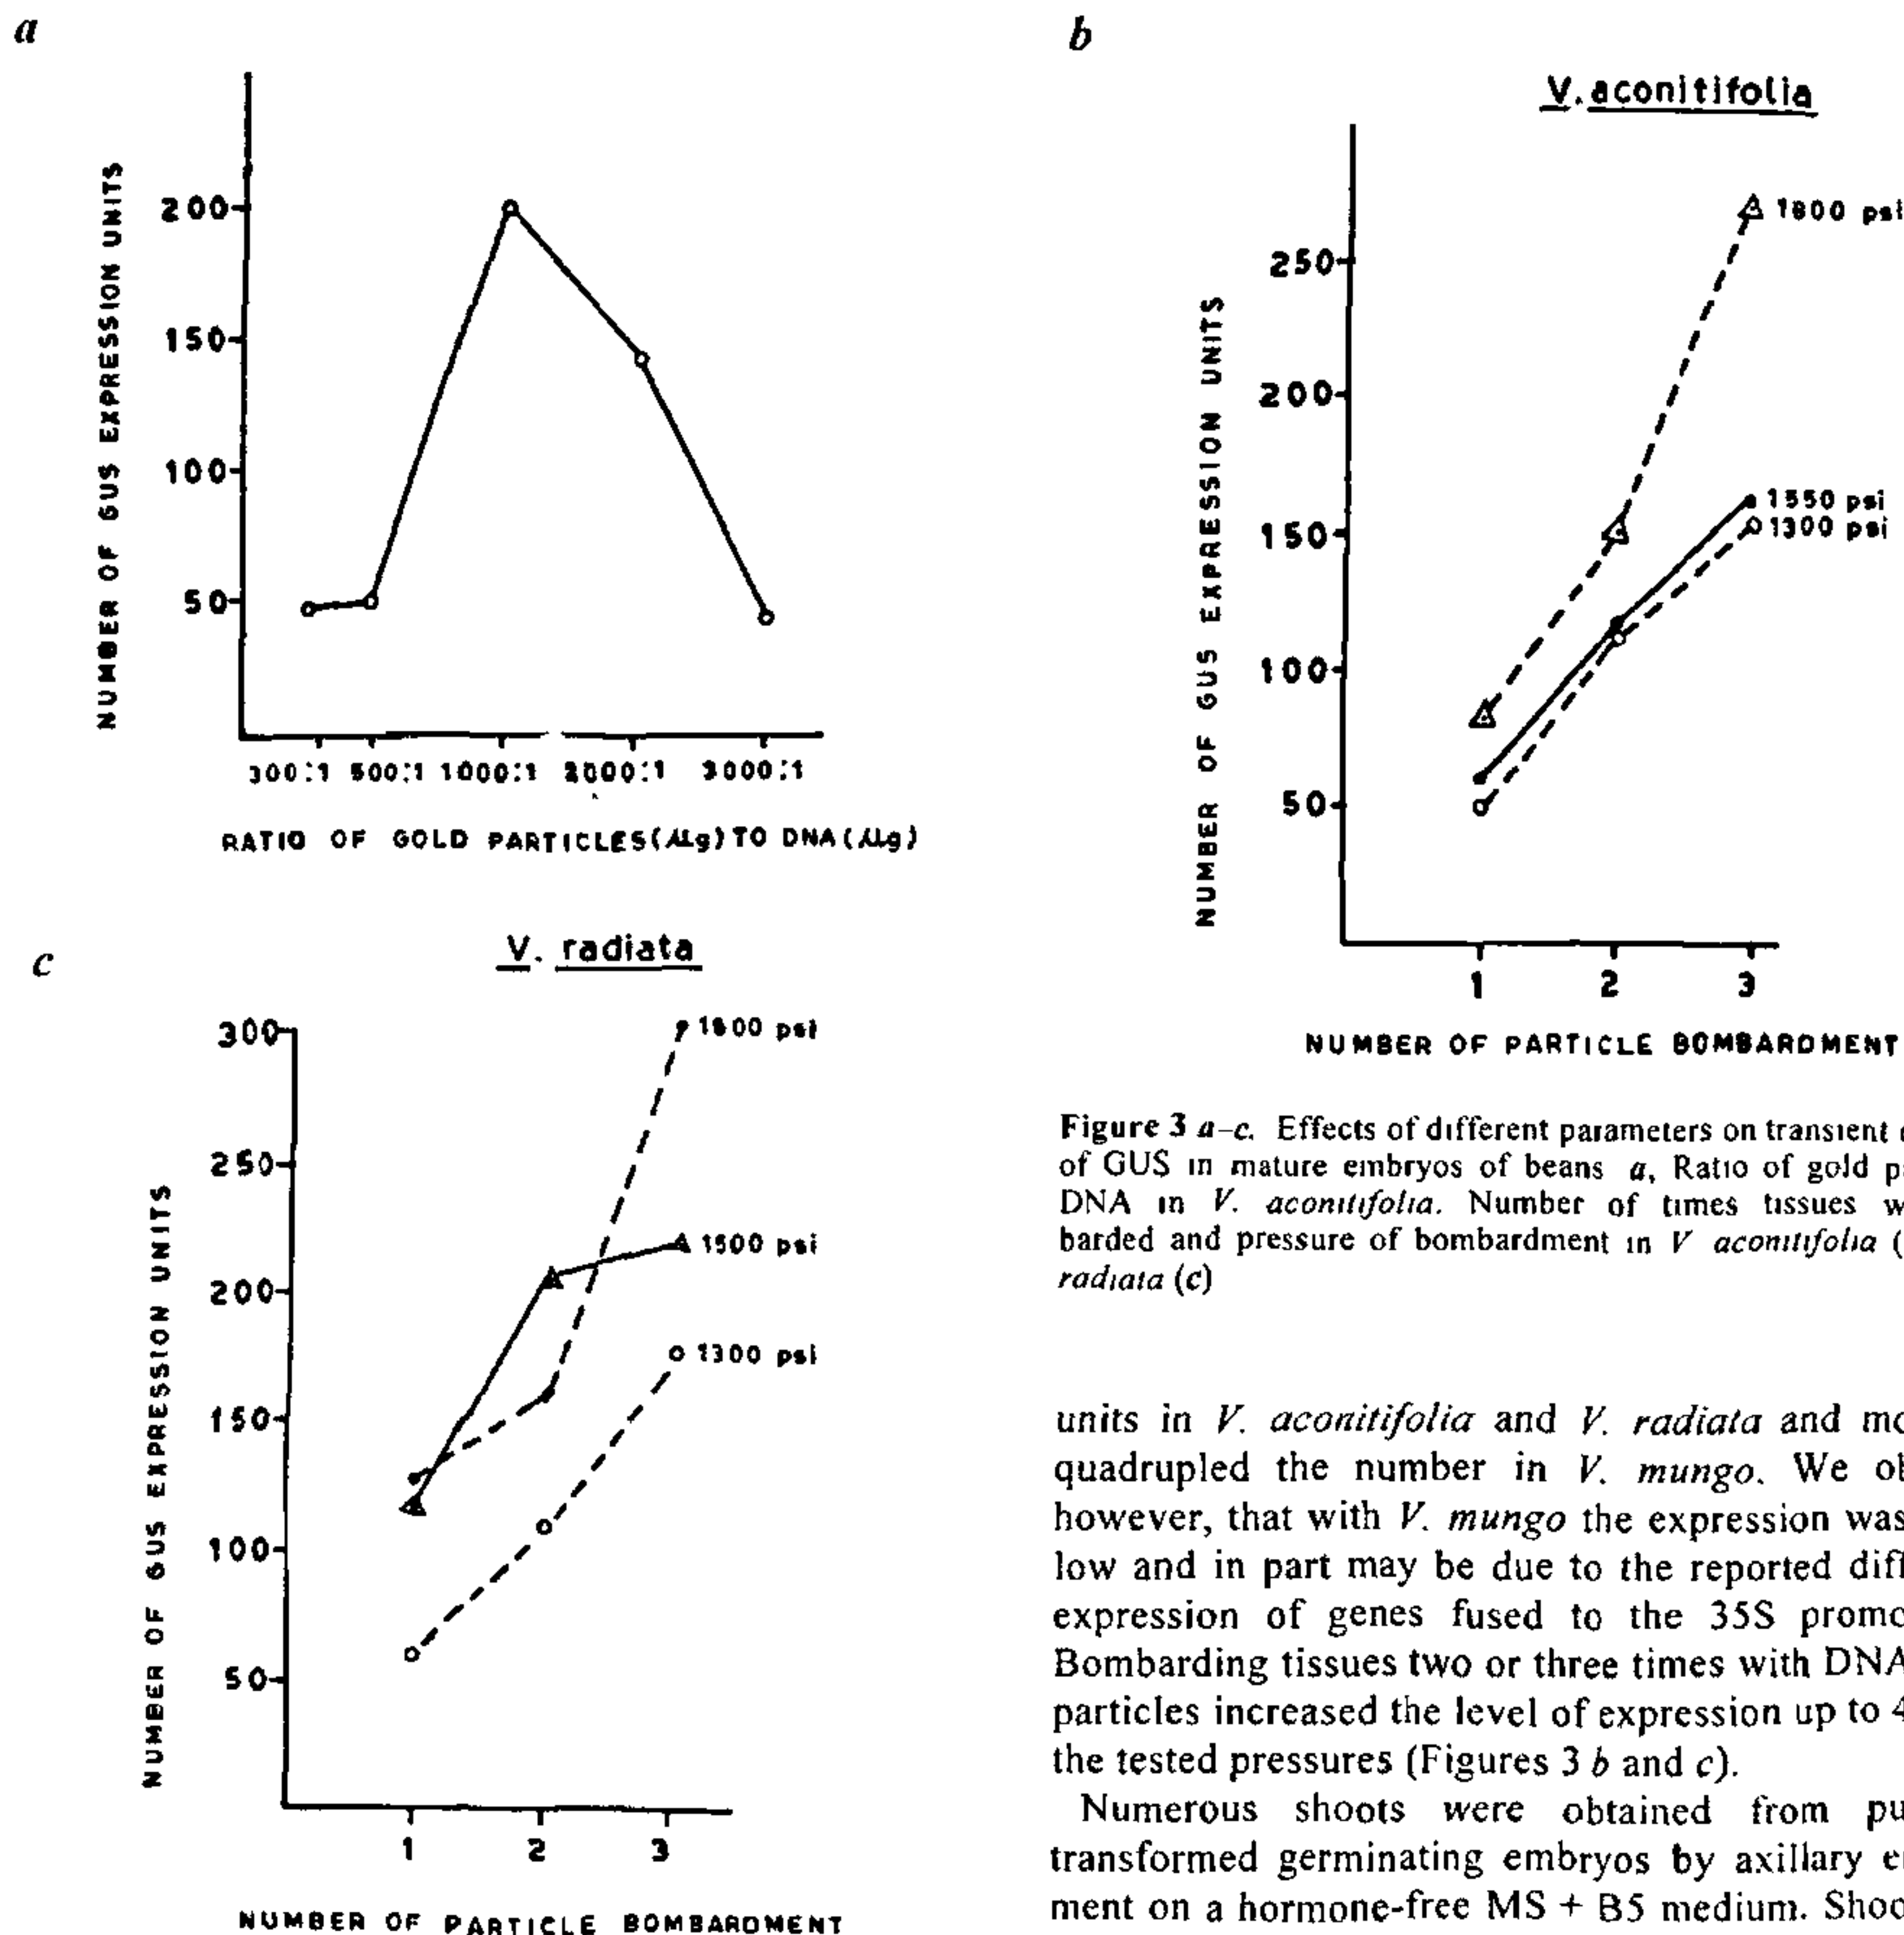 a
NUMBER OF GUS EXPRESSION UNITS
200
150
100
50
300:1 500:1 1000:1 2000:1 3000:1
RATIO OF GOLD PARTICLES(µg) TO DNA(µg)
b
V. aconitifolia
NUMBER OF GUS EXPRESSION UNITS
250
200
150
100
50
1800 psi
1550 psi
1300 psi
1 2 3
NUMBER OF PARTICLE BOMBARDMENT
c
V. radiata
NUMBER OF GUS EXPRESSION UNITS
300
250
200
150
100
50
1800 psi
1500 psi
1300 psi
1 2 3
NUMBER OF PARTICLE BOMBARDMENT
Figure 3 a–c. Effects of different parameters on transient
of GUS in mature embryos of beans a, Ratio of gold
DNA in V. aconitifolia. Number of times tissues
barded and pressure of bombardment in V aconitifolia (
radiata (c)
units in V. aconitifolia and V. radiata and
quadrupled the number in V. mungo. We
however, that with V. mungo the expression was
low and in part may be due to the reported
expression of genes fused to the 35S
Bombarding tissues two or three times with DNA
particles increased the level of expression up to 4
the tested pressures (Figures 3 b and c).
Numerous shoots were obtained from
transformed germinating embryos by axillary
ment on a hormone-free MS + B5 medium.